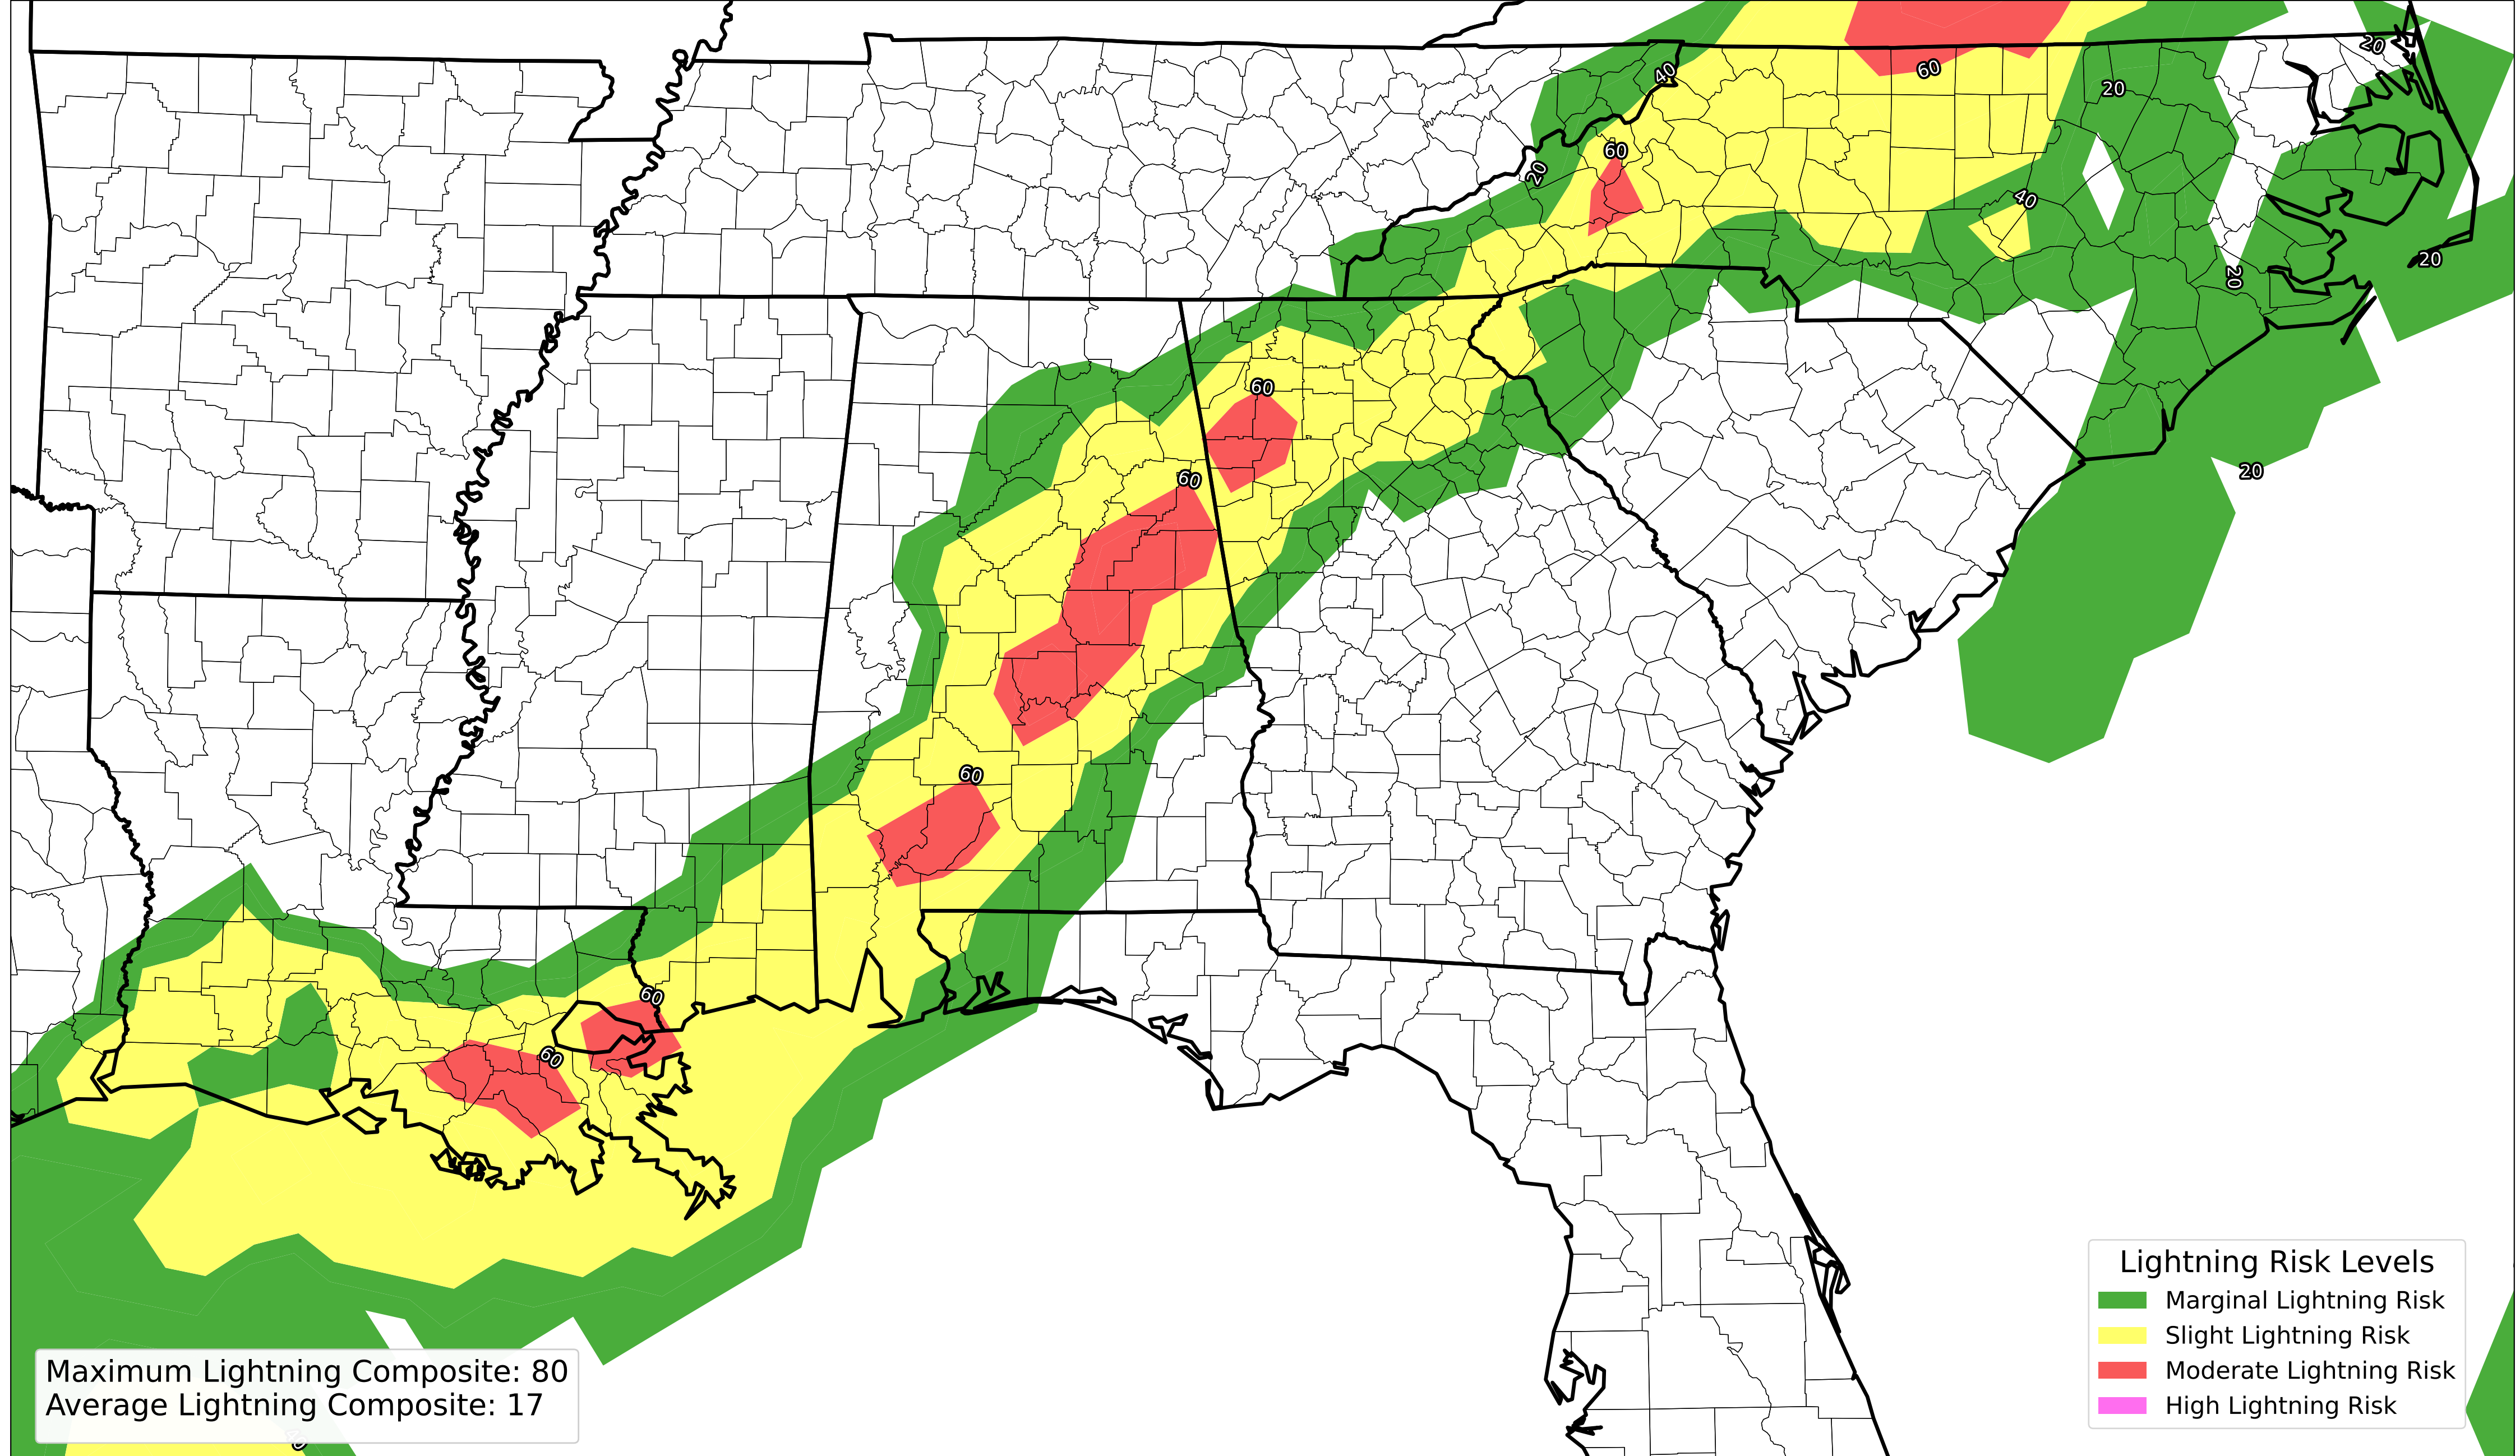 20
40
60
20
60
20
40
20
20
60
20
60
60
60
60
Lightning Risk Levels
Marginal Lightning Risk
Slight Lightning Risk
Moderate Lightning Risk
High Lightning Risk
Maximum Lightning Composite: 80
Average Lightning Composite: 17